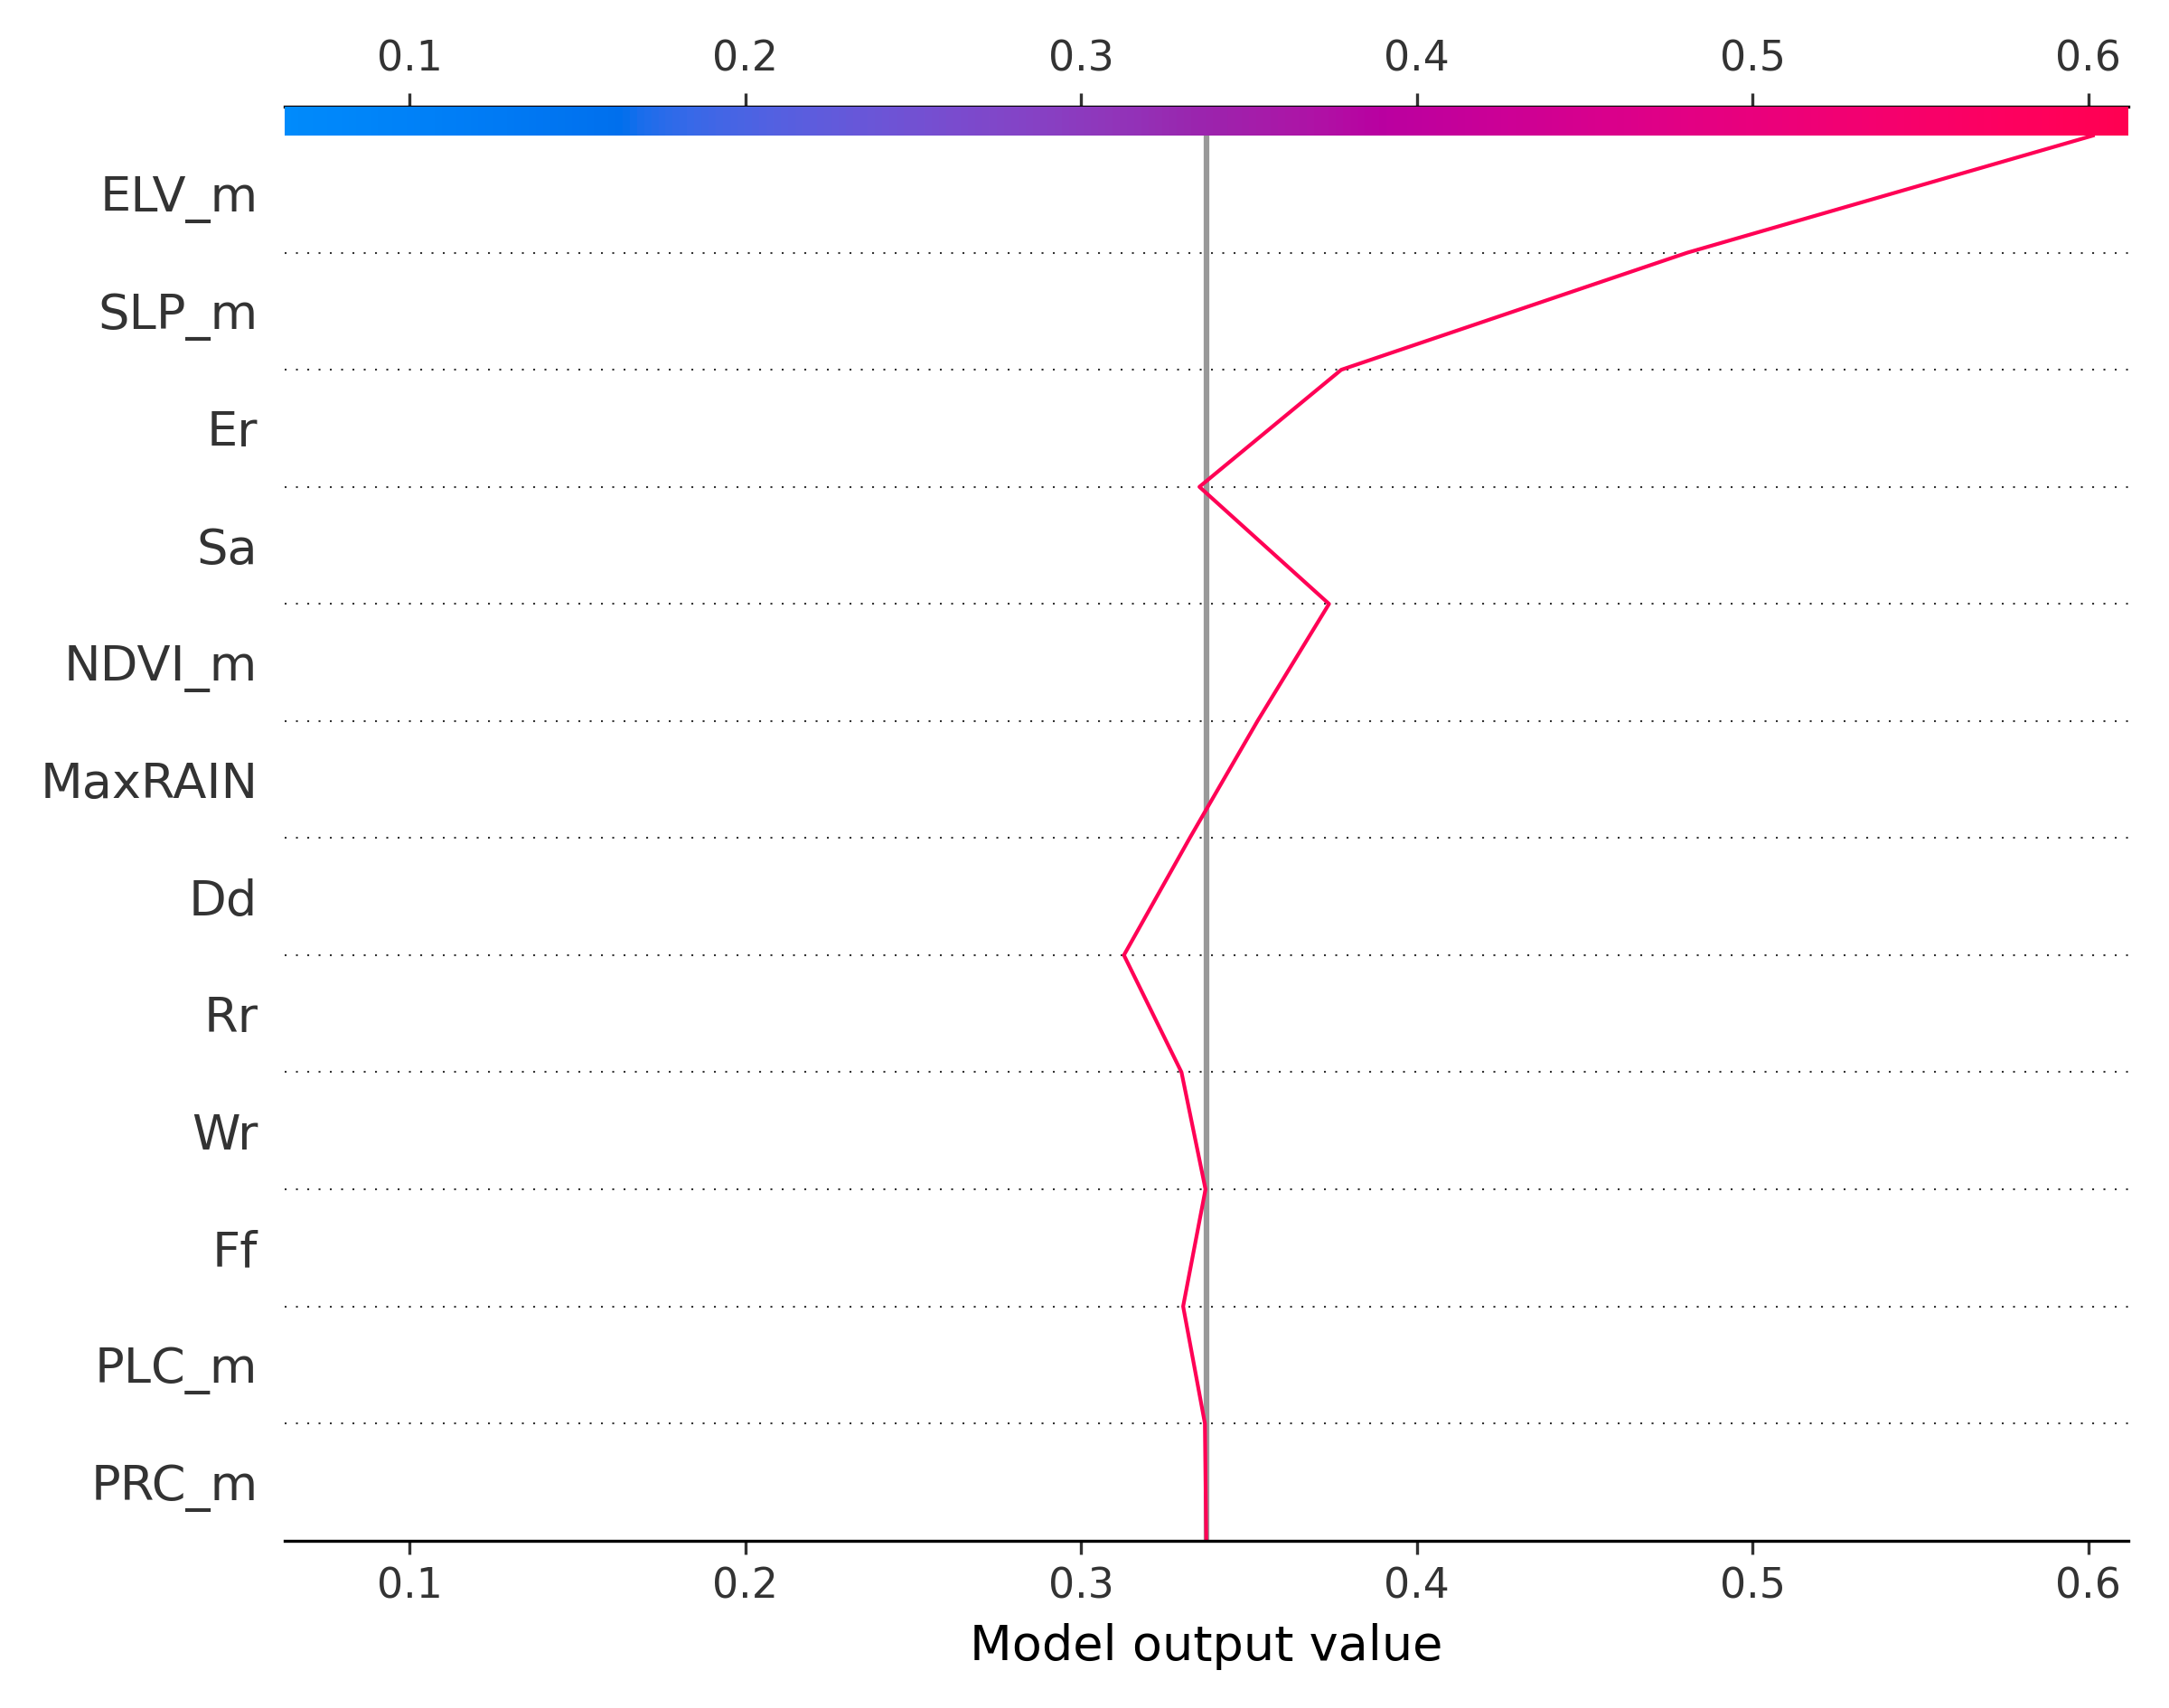 0.1 0.2 0.3 0.4 0.5 0.6
ELV_m
SLP_m
Er
Sa
NDVI_m
MaxRAIN
Dd
Rr
Wr
Ff
PLC_m
PRC_m
0.1 0.2 0.3 0.4 0.5 0.6
Model output value